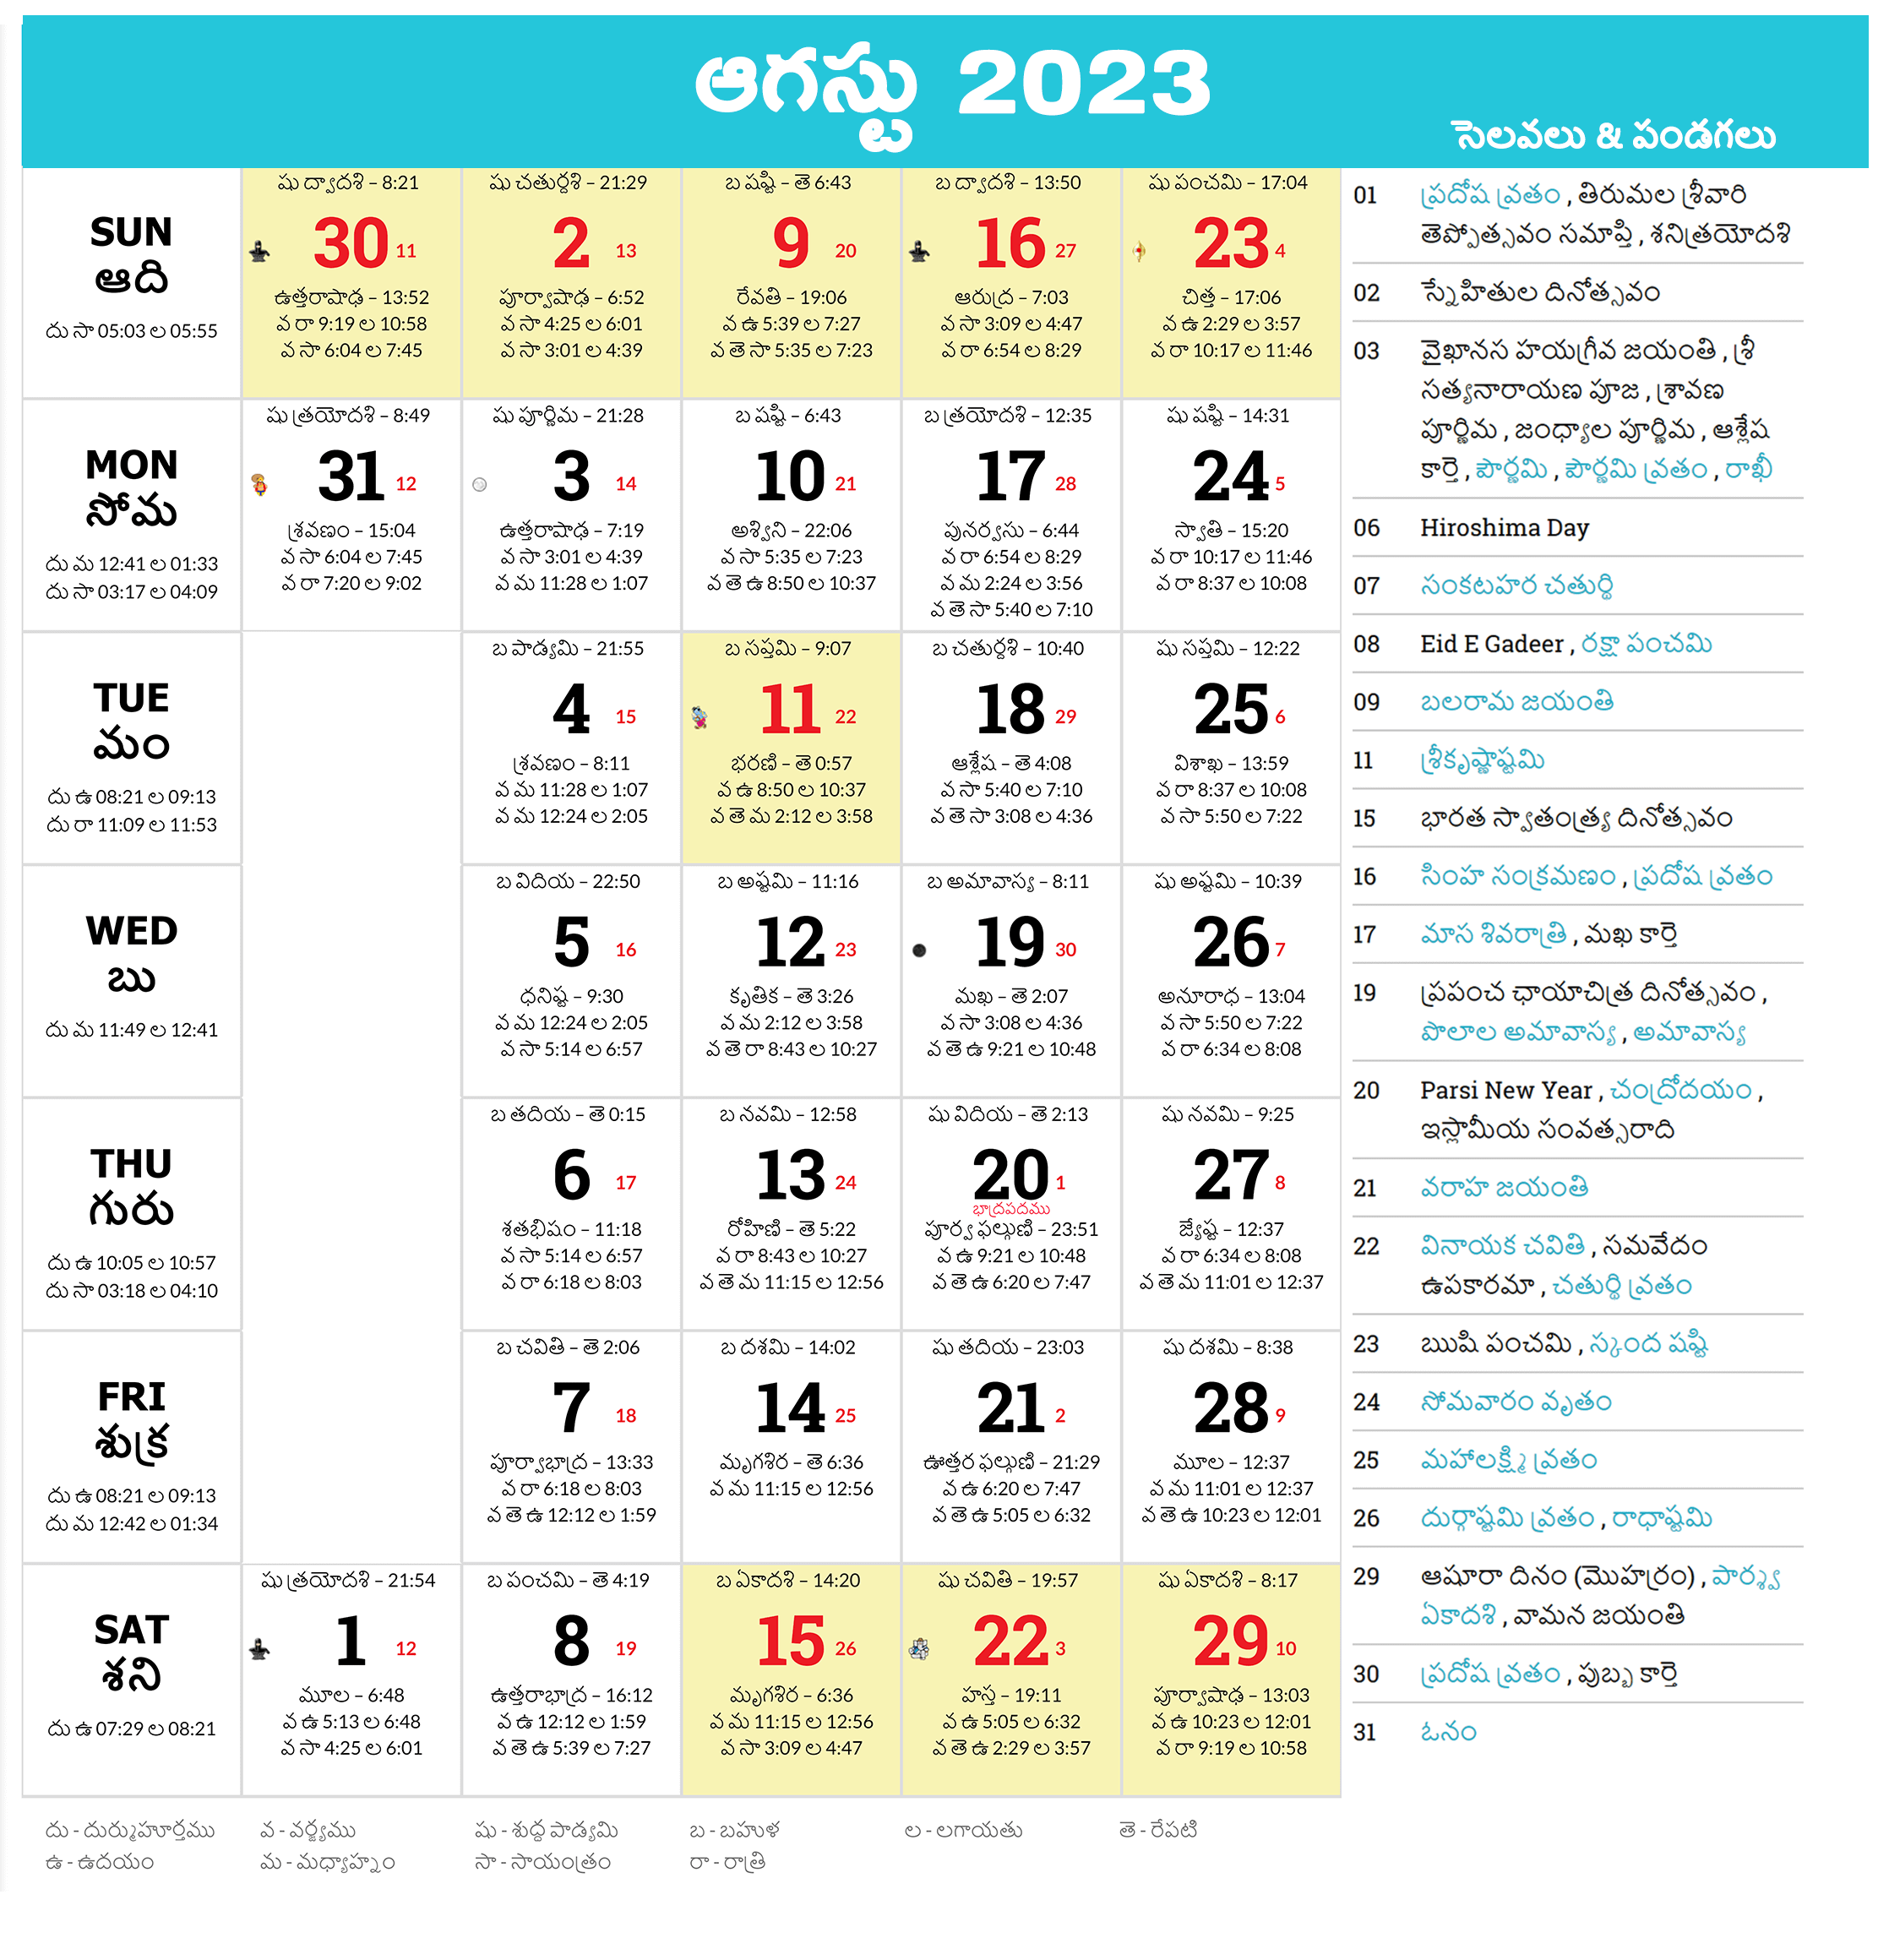 ఆగస్టు 2023
సెలవలు & పండగలు
SUN
ఆది
దు సా 05:03 ల 05:55
షు ద్వాదశి – 8:21
30 11
ఉత్తరాషాఢ – 13:52
వ రా 9:19 ల 10:58
వ సా 6:04 ల 7:45
షు చతుర్దశి – 21:29
2 13
పూర్వాషాఢ – 6:52
వ సా 4:25 ల 6:01
వ సా 3:01 ల 4:39
బ షష్టి – తె 6:43
9 20
రేవతి – 19:06
వ ఉ 5:39 ల 7:27
వ తె సా 5:35 ల 7:23
బ ద్వాదశి – 13:50
16 27
ఆరుద్ర – 7:03
వ సా 3:09 ల 4:47
వ రా 6:54 ల 8:29
షు పంచమి – 17:04
23 4
చిత్త – 17:06
వ ఉ 2:29 ల 3:57
వ రా 10:17 ల 11:46
MON
సోమ
దు మ 12:41 ల 01:33
దు సా 03:17 ల 04:09
షు త్రయోదశి – 8:49
31 12
శ్రవణం – 15:04
వ సా 6:04 ల 7:45
వ రా 7:20 ల 9:02
షు పూర్ణిమ – 21:28
3 14
ఉత్తరాషాఢ – 7:19
వ సా 3:01 ల 4:39
వ మ 11:28 ల 1:07
బ షష్టి – 6:43
10 21
అశ్విని – 22:06
వ సా 5:35 ల 7:23
వ తె ఉ 8:50 ల 10:37
బ త్రయోదశి – 12:35
17 28
పునర్వసు – 6:44
వ రా 6:54 ల 8:29
వ మ 2:24 ల 3:56
వ తె సా 5:40 ల 7:10
షు షష్టి – 14:31
24 5
స్వాతి – 15:20
వ రా 10:17 ల 11:46
వ రా 8:37 ల 10:08
TUE
మం
దు ఉ 08:21 ల 09:13
దు రా 11:09 ల 11:53
బ పాడ్యమి – 21:55
4 15
శ్రవణం – 8:11
వ మ 11:28 ల 1:07
వ మ 12:24 ల 2:05
బ సప్తమి – 9:07
11 22
భరణి – తె 0:57
వ ఉ 8:50 ల 10:37
వ తె మ 2:12 ల 3:58
బ చతుర్దశి – 10:40
18 29
ఆశ్లేష – తె 4:08
వ సా 5:40 ల 7:10
వ తె సా 3:08 ల 4:36
షు సప్తమి – 12:22
25 6
విశాఖ – 13:59
వ రా 8:37 ల 10:08
వ సా 5:50 ల 7:22
WED
బు
దు మ 11:49 ల 12:41
బ విదియ – 22:50
5 16
ధనిష్ట – 9:30
వ మ 12:24 ల 2:05
వ సా 5:14 ల 6:57
బ అష్టమి – 11:16
12 23
కృతిక – తె 3:26
వ మ 2:12 ల 3:58
వ తె రా 8:43 ల 10:27
బ అమావాస్య – 8:11
19 30
మఖ – తె 2:07
వ సా 3:08 ల 4:36
వ తె ఉ 9:21 ల 10:48
షు అష్టమి – 10:39
26 7
అనూరాధ – 13:04
వ సా 5:50 ల 7:22
వ రా 6:34 ల 8:08
THU
గురు
దు ఉ 10:05 ల 10:57
దు సా 03:18 ల 04:10
బ తదియ – తె 0:15
6 17
శతభిషం – 11:18
వ సా 5:14 ల 6:57
వ రా 6:18 ల 8:03
బ నవమి – 12:58
13 24
రోహిణి – తె 5:22
వ రా 8:43 ల 10:27
వ తె మ 11:15 ల 12:56
షు విదియ – తె 2:13
20 1
భాద్రపదము
పూర్వ ఫల్గుణి – 23:51
వ ఉ 9:21 ల 10:48
వ తె ఉ 6:20 ల 7:47
షు నవమి – 9:25
27 8
జ్యేష్ట – 12:37
వ రా 6:34 ల 8:08
వ తె మ 11:01 ల 12:37
FRI
శుక్ర
దు ఉ 08:21 ల 09:13
దు మ 12:42 ల 01:34
బ చవితి – తె 2:06
7 18
పూర్వాభాద్ర – 13:33
వ రా 6:18 ల 8:03
వ తె ఉ 12:12 ల 1:59
బ దశమి – 14:02
14 25
మృగశిర – తె 6:36
వ మ 11:15 ల 12:56
షు తదియ – 23:03
21 2
ఊత్తర ఫల్గుణి – 21:29
వ ఉ 6:20 ల 7:47
వ తె ఉ 5:05 ల 6:32
షు దశమి – 8:38
28 9
మూల – 12:37
వ మ 11:01 ల 12:37
వ తె ఉ 10:23 ల 12:01
SAT
శని
దు ఉ 07:29 ల 08:21
షు త్రయోదశి – 21:54
1 12
మూల – 6:48
వ ఉ 5:13 ల 6:48
వ సా 4:25 ల 6:01
బ పంచమి – తె 4:19
8 19
ఉత్తరాభాద్ర – 16:12
వ ఉ 12:12 ల 1:59
వ తె ఉ 5:39 ల 7:27
బ ఏకాదశి – 14:20
15 26
మృగశిర – 6:36
వ మ 11:15 ల 12:56
వ సా 3:09 ల 4:47
షు చవితి – 19:57
22 3
హస్త – 19:11
వ ఉ 5:05 ల 6:32
వ తె ఉ 2:29 ల 3:57
షు ఏకాదశి – 8:17
29 10
పూర్వాషాఢ – 13:03
వ ఉ 10:23 ల 12:01
వ రా 9:19 ల 10:58
01 ప్రదోష వ్రతం , తిరుమల శ్రీవారి
తెప్పోత్సవం సమాప్తి , శనిత్రయోదశి
02 స్నేహితుల దినోత్సవం
03 వైఖానస హయగ్రీవ జయంతి , శ్రీ
సత్యనారాయణ పూజ , శ్రావణ
పూర్ణిమ , జంధ్యాల పూర్ణిమ , ఆశ్లేష
కార్తె , పౌర్ణమి , పౌర్ణమి వ్రతం , రాఖీ
06 Hiroshima Day
07 సంకటహర చతుర్థి
08 Eid E Gadeer , రక్షా పంచమి
09 బలరామ జయంతి
11 శ్రీకృష్ణాష్టమి
15 భారత స్వాతంత్ర్య దినోత్సవం
16 సింహ సంక్రమణం , ప్రదోష వ్రతం
17 మాస శివరాత్రి , మఖ కార్తె
19 ప్రపంచ ఛాయాచిత్ర దినోత్సవం ,
పొలాల అమావాస్య , అమావాస్య
20 Parsi New Year , చంద్రోదయం ,
ఇస్లామీయ సంవత్సరాది
21 వరాహ జయంతి
22 వినాయక చవితి , సమవేదం
ఉపకారమా , చతుర్థి వ్రతం
23 ఋషి పంచమి , స్కంద షష్టి
24 సోమవారం వృతం
25 మహాలక్ష్మి వ్రతం
26 దుర్గాష్టమి వ్రతం , రాధాష్టమి
29 ఆషూరా దినం (మొహర్రం) , పార్శ్వ
ఏకాదశి , వామన జయంతి
30 ప్రదోష వ్రతం , పుబ్బ కార్తె
31 ఓనం
దు - దుర్ముహూర్తము వ - వర్జ్యము షు - శుద్ధ పాడ్యమి బ - బహుళ ల - లగాయతు తె - రేపటి
ఉ - ఉదయం మ - మధ్యాహ్నం సా - సాయంత్రం రా - రాత్రి